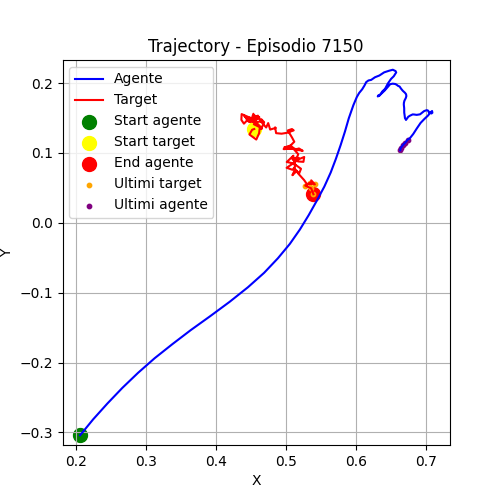 Trajectory - Episodio 7150
Agente
Target
Start agente
Start target
End agente
Ultimi target
Ultimi agente
0.2
0.1
0.0
−0.1
−0.2
−0.3
Y
0.2 0.3 0.4 0.5 0.6 0.7
X